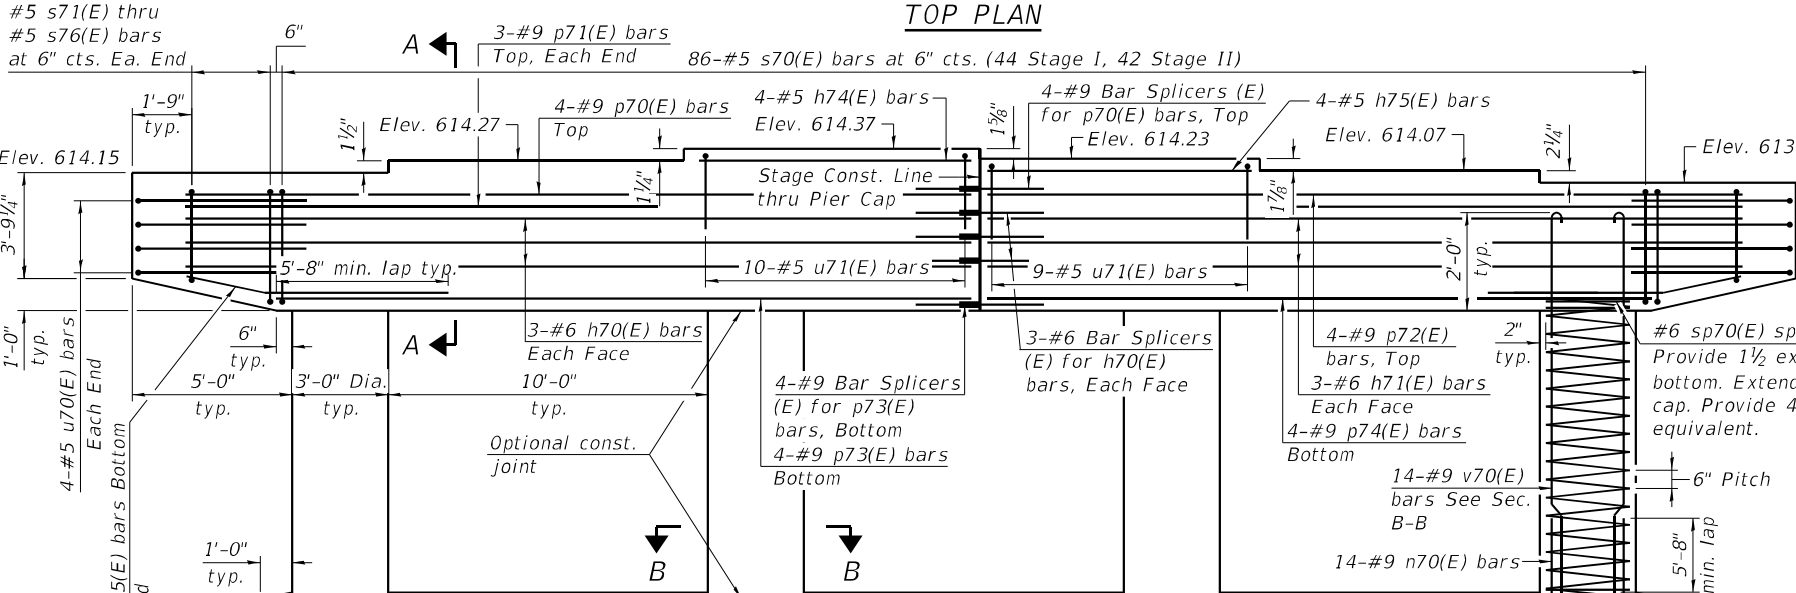 TOP PLAN
#5 s71(E) thru
#5 s76(E) bars
at 6" cts. Ea. End
6"
A
3-#9 p71(E) bars
Top, Each End
86-#5 s70(E) bars at 6" cts. (44 Stage I, 42 Stage II)
1'-9"
typ.
1½"
Elev. 614.27
4-#9 p70(E) bars
Top
4-#5 h74(E) bars
Elev. 614.37
1⅝"
4-#9 Bar Splicers (E)
for p70(E) bars, Top
Elev. 614.23
4-#5 h75(E) bars
Elev. 614.07
2¼"
Elev. 613
Elev. 614.15
3'-9¼"
1¼"
Stage Const. Line
thru Pier Cap
1⅞"
2'-0"
typ.
5'-8" min. lap typ.
10-#5 u71(E) bars
9-#5 u71(E) bars
1'-0"
typ.
4-#5 u70(E) bars
Each End
6"
typ.
A
3-#6 h70(E) bars
Each Face
3-#6 Bar Splicers
(E) for h70(E)
bars, Each Face
4-#9 p72(E)
bars, Top
2"
typ.
#6 sp70(E) sp
Provide 1½ ex
bottom. Extend
cap. Provide 4
equivalent.
5'-0"
typ.
3'-0" Dia.
typ.
10'-0"
typ.
4-#9 Bar Splicers
(E) for p73(E)
bars, Bottom
3-#6 h71(E) bars
Each Face
4-#9 p74(E) bars
Bottom
Optional const.
joint
4-#9 p73(E) bars
Bottom
14-#9 v70(E)
bars See Sec.
B-B
6" Pitch
5(E) bars Bottom
d
1'-0"
typ.
B
B
14-#9 n70(E) bars
5'-8"
min. lap